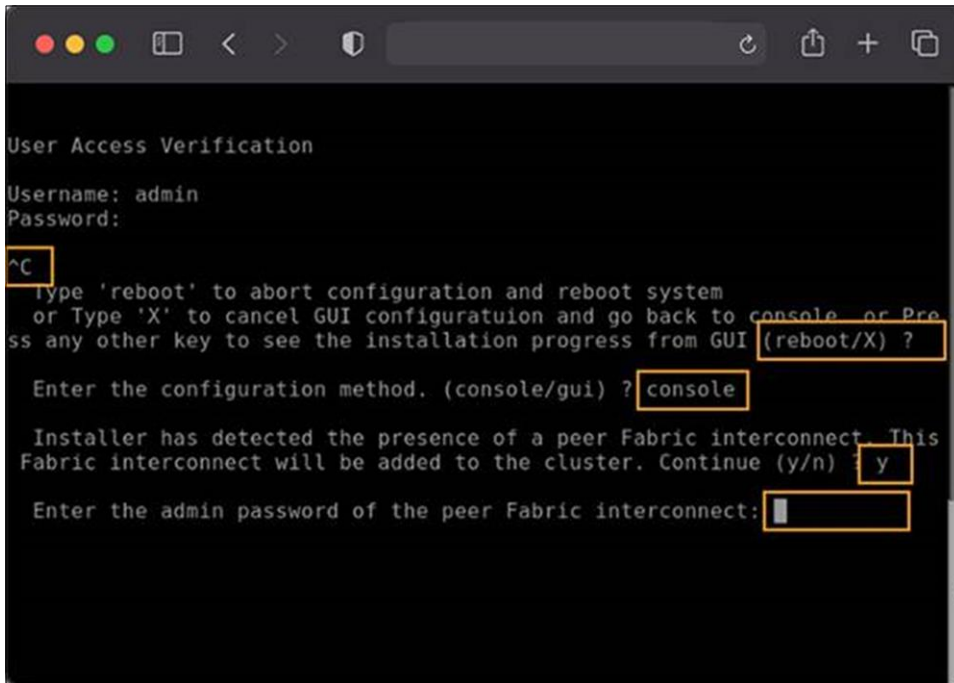 User Access Verification
Username: admin
Password:
^C
Type 'reboot' to abort configuration and reboot system
or Type 'X' to cancel GUI configuratuion and go back to console or Pre
ss any other key to see the installation progress from GUI (reboot/X) ?
Enter the configuration method. (console/gui) ? console
Installer has detected the presence of a peer Fabric interconnect. This
Fabric interconnect will be added to the cluster. Continue (y/n) ? y
Enter the admin password of the peer Fabric interconnect: